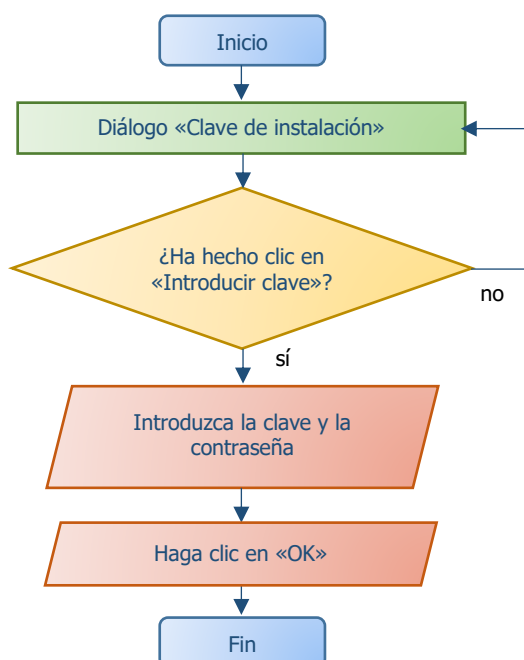 Inicio
Diálogo «Clave de instalación»
¿Ha hecho clic en
«Introducir clave»?
no
sí
Introduzca la clave y la
contraseña
Haga clic en «OK»
Fin